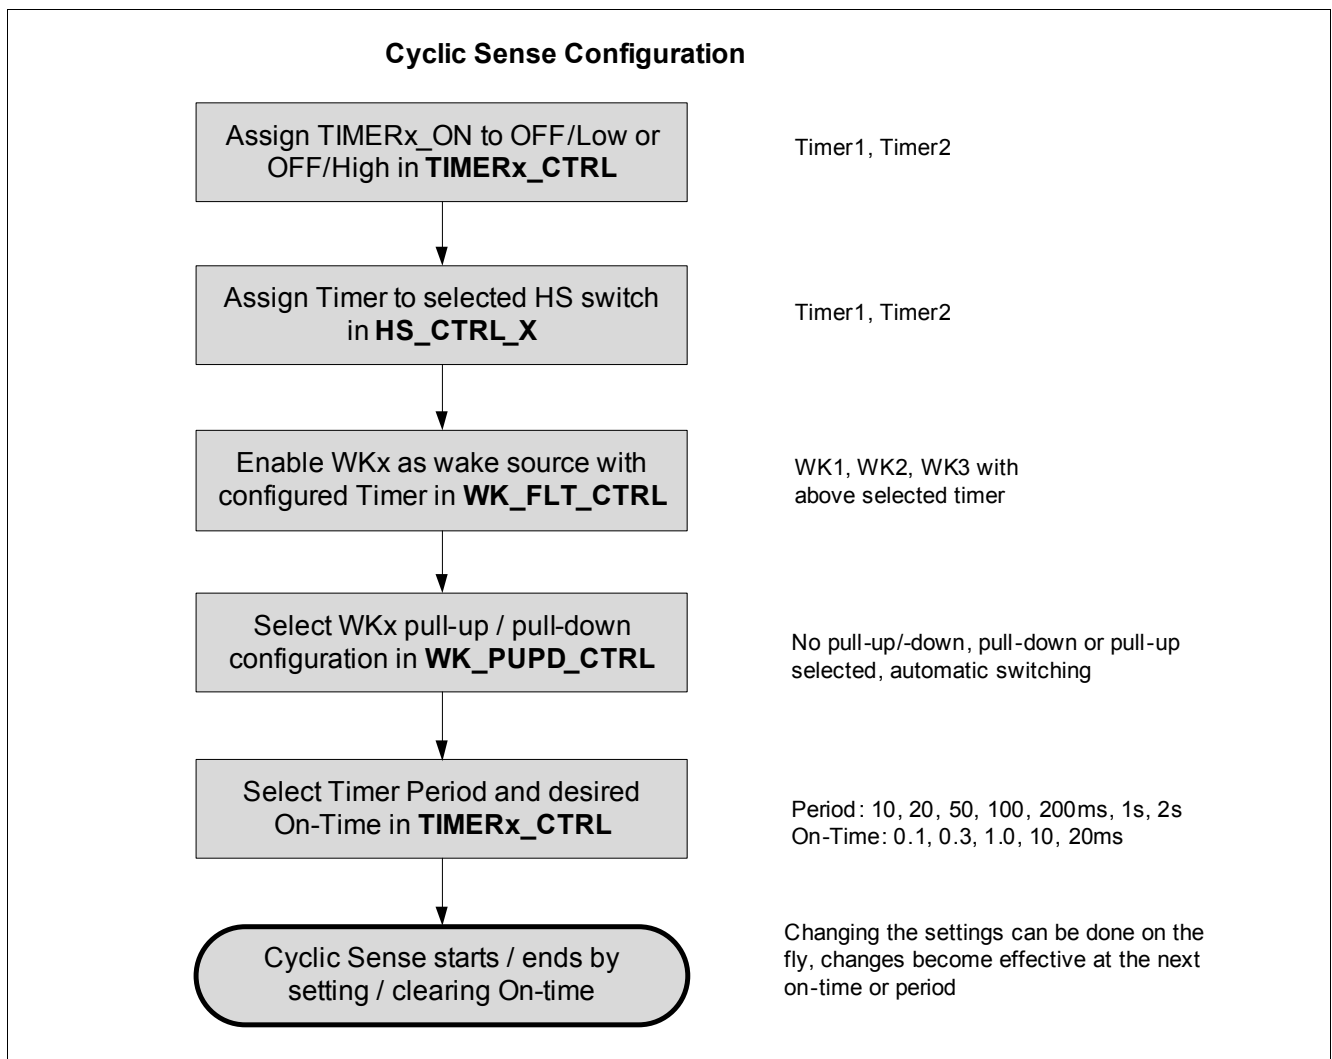 Cyclic Sense Configuration
Assign TIMERx_ON to OFF/Low or
OFF/High in TIMERx_CTRL
Timer1, Timer2
Assign Timer to selected HS switch
in HS_CTRL_X
Timer1, Timer2
Enable WKx as wake source with
configured Timer in WK_FLT_CTRL
WK1, WK2, WK3 with
above selected timer
Select WKx pull-up / pull-down
configuration in WK_PUPD_CTRL
No pull-up/-down, pull-down or pull-up
selected, automatic switching
Select Timer Period and desired
On-Time in TIMERx_CTRL
Period: 10, 20, 50, 100, 200ms, 1s, 2s
On-Time: 0.1, 0.3, 1.0, 10, 20ms
Cyclic Sense starts / ends by
setting / clearing On-time
Changing the settings can be done on the
fly, changes become effective at the next
on-time or period